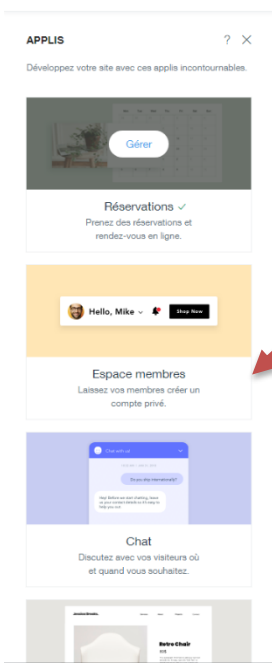 APPLIS ?
Développez votre site avec ces applis incontournables.
Gérer
Réservations
Prenez des réservations et
rendez-vous en ligne.
Hello, Mike
Shop Now
Espace membres
Laissez vos membres créer un
compte privé.
Chat with us
Do you ship internationally?
Chat
Discutez avec vos visiteurs où
et quand vous souhaitez.
Retro Chair